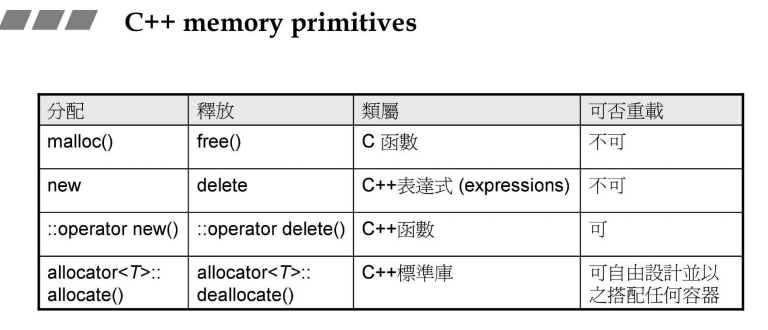 C++ memory primitives
分配 釋放 類屬 可否重載
malloc() free() C 函數 不可
new delete C++表達式 (expressions) 不可
::operator new() ::operator delete() C++函數 可
allocator<T>:: allocator<T>:: C++標準庫 可自由設計並以
allocate() deallocate() 之搭配任何容器